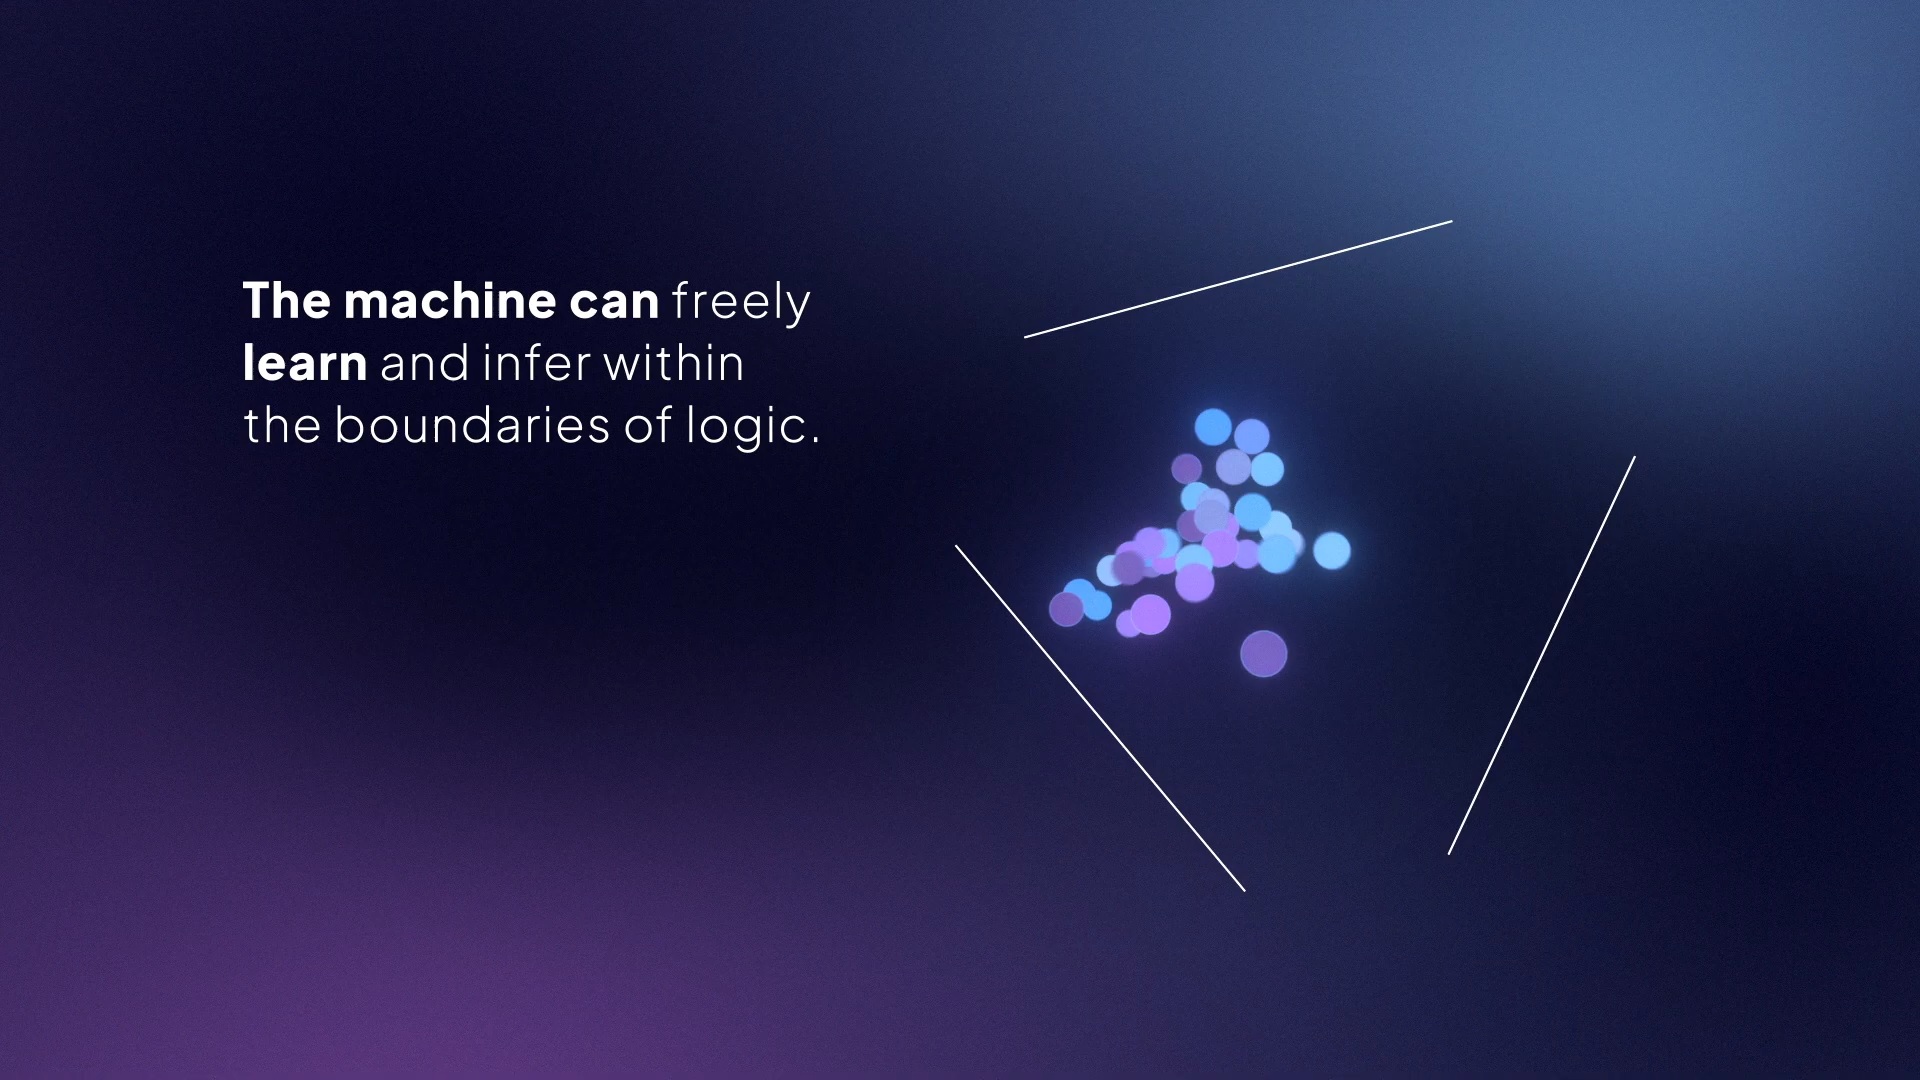 The machine can freely
learn and infer within
the boundaries of logic.